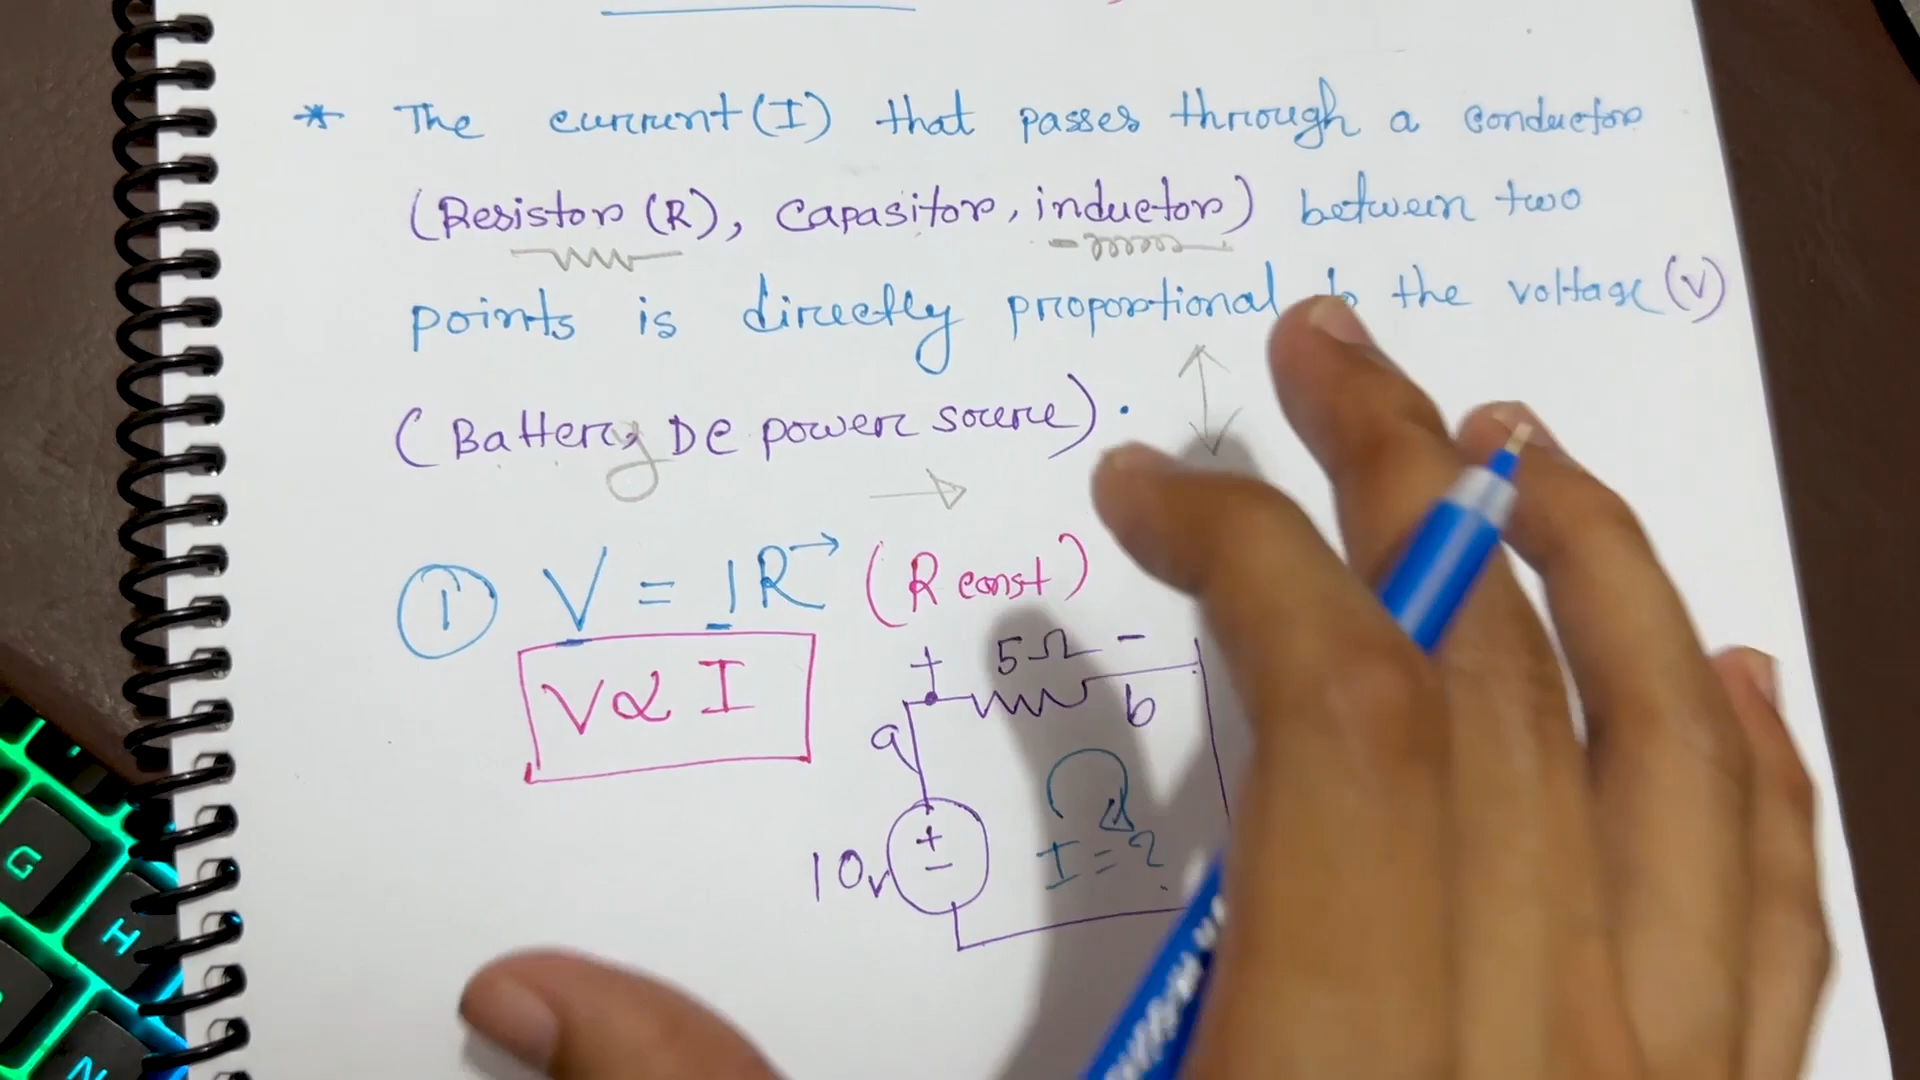 * The current (I) that passes through a conductor
(Resistor (R), Capasitor, inductor) between two
points is directly proportional to the voltage (V)
(Battery DC power source).
① V = IR → (R const)
V ∝ I
+ 5Ω -
a b
+
-
10v
I = ?
G
H
N